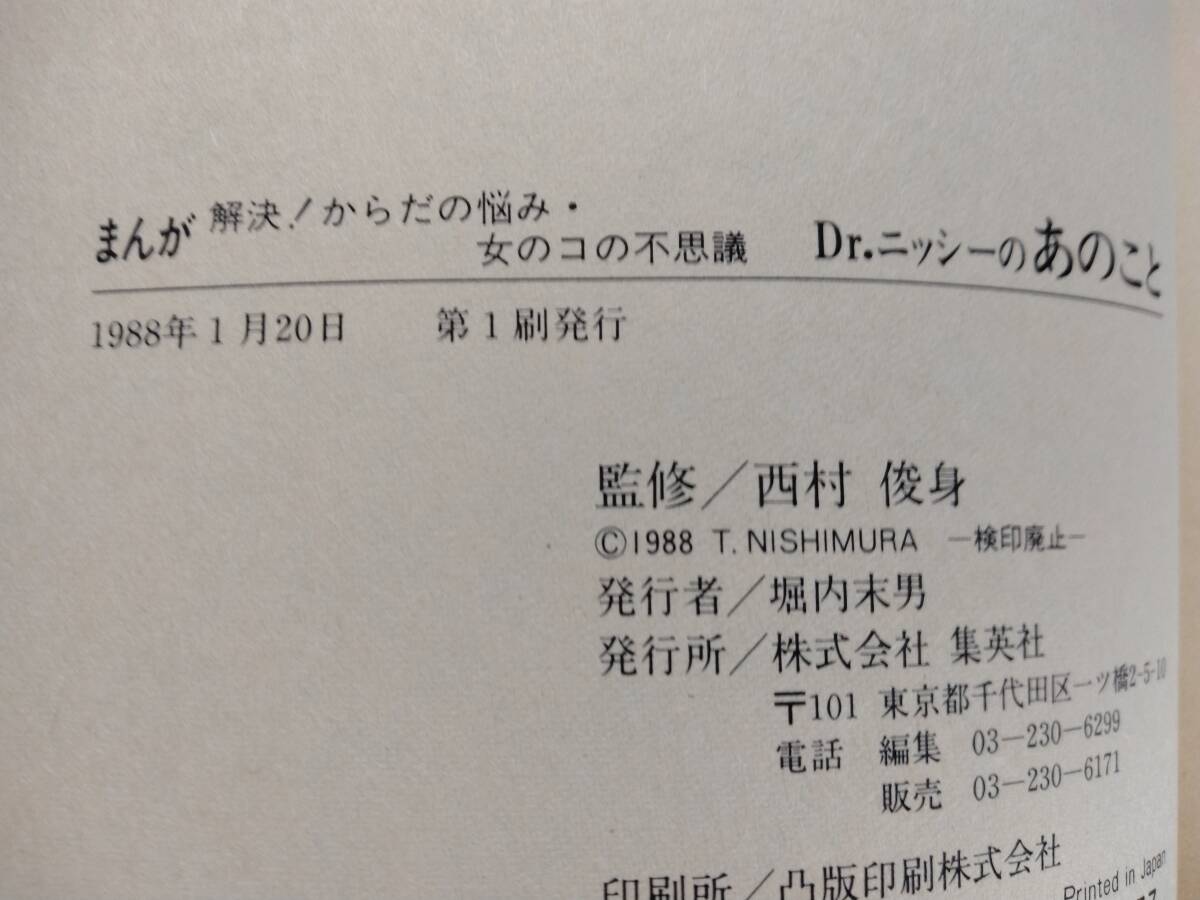 まんが 解決!からだの悩み・
女のコの不思議 Dr.ニッシーのあのこと
1988年1月20日 第1刷発行
監修/西村 俊身
©1988 T. NISHIMURA —検印廃止—
発行者/堀内末男
発行所/株式会社 集英社
〒101 東京都千代田区一ツ橋2-5-10
電話 編集 03-230-6299
販売 03-230-6171
印刷所/凸版印刷株式会社
Printed in Japan